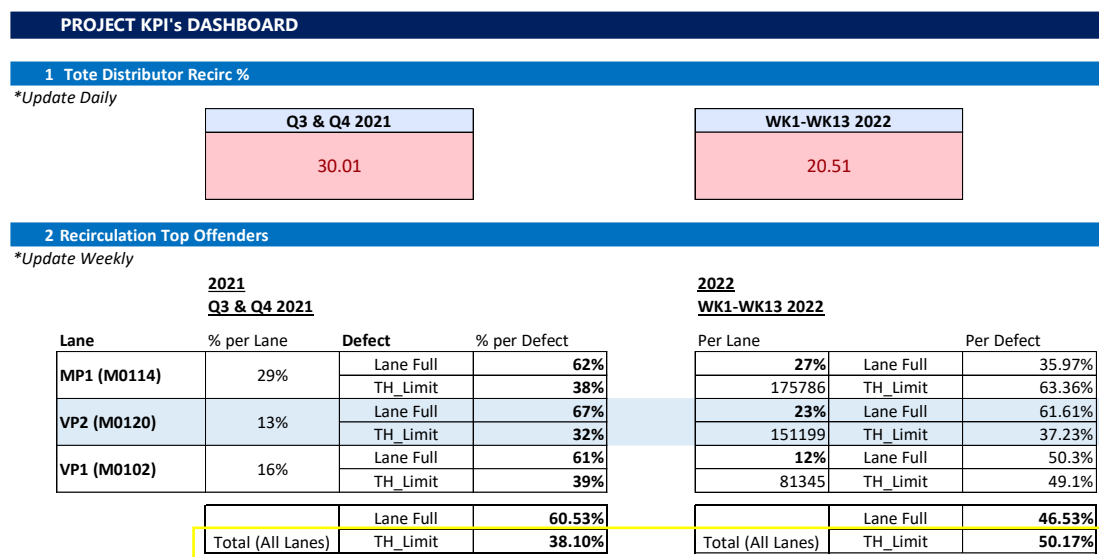 PROJECT KPI's DASHBOARD
1 Tote Distributor Recirc %
*Update Daily
Q3 & Q4 2021 WK1-WK13 2022
30.01 20.51
2 Recirculation Top Offenders
*Update Weekly
2021 2022
Q3 & Q4 2021 WK1-WK13 2022
Lane % per Lane Defect % per Defect Per Lane Per Defect
MP1 (M0114) 29% Lane Full 62% 27% Lane Full 35.97%
TH_Limit 38% 175786 TH_Limit 63.36%
VP2 (M0120) 13% Lane Full 67% 23% Lane Full 61.61%
TH_Limit 32% 151199 TH_Limit 37.23%
VP1 (M0102) 16% Lane Full 61% 12% Lane Full 50.3%
TH_Limit 39% 81345 TH_Limit 49.1%
Lane Full 60.53% Lane Full 46.53%
Total (All Lanes) TH_Limit 38.10% Total (All Lanes) TH_Limit 50.17%